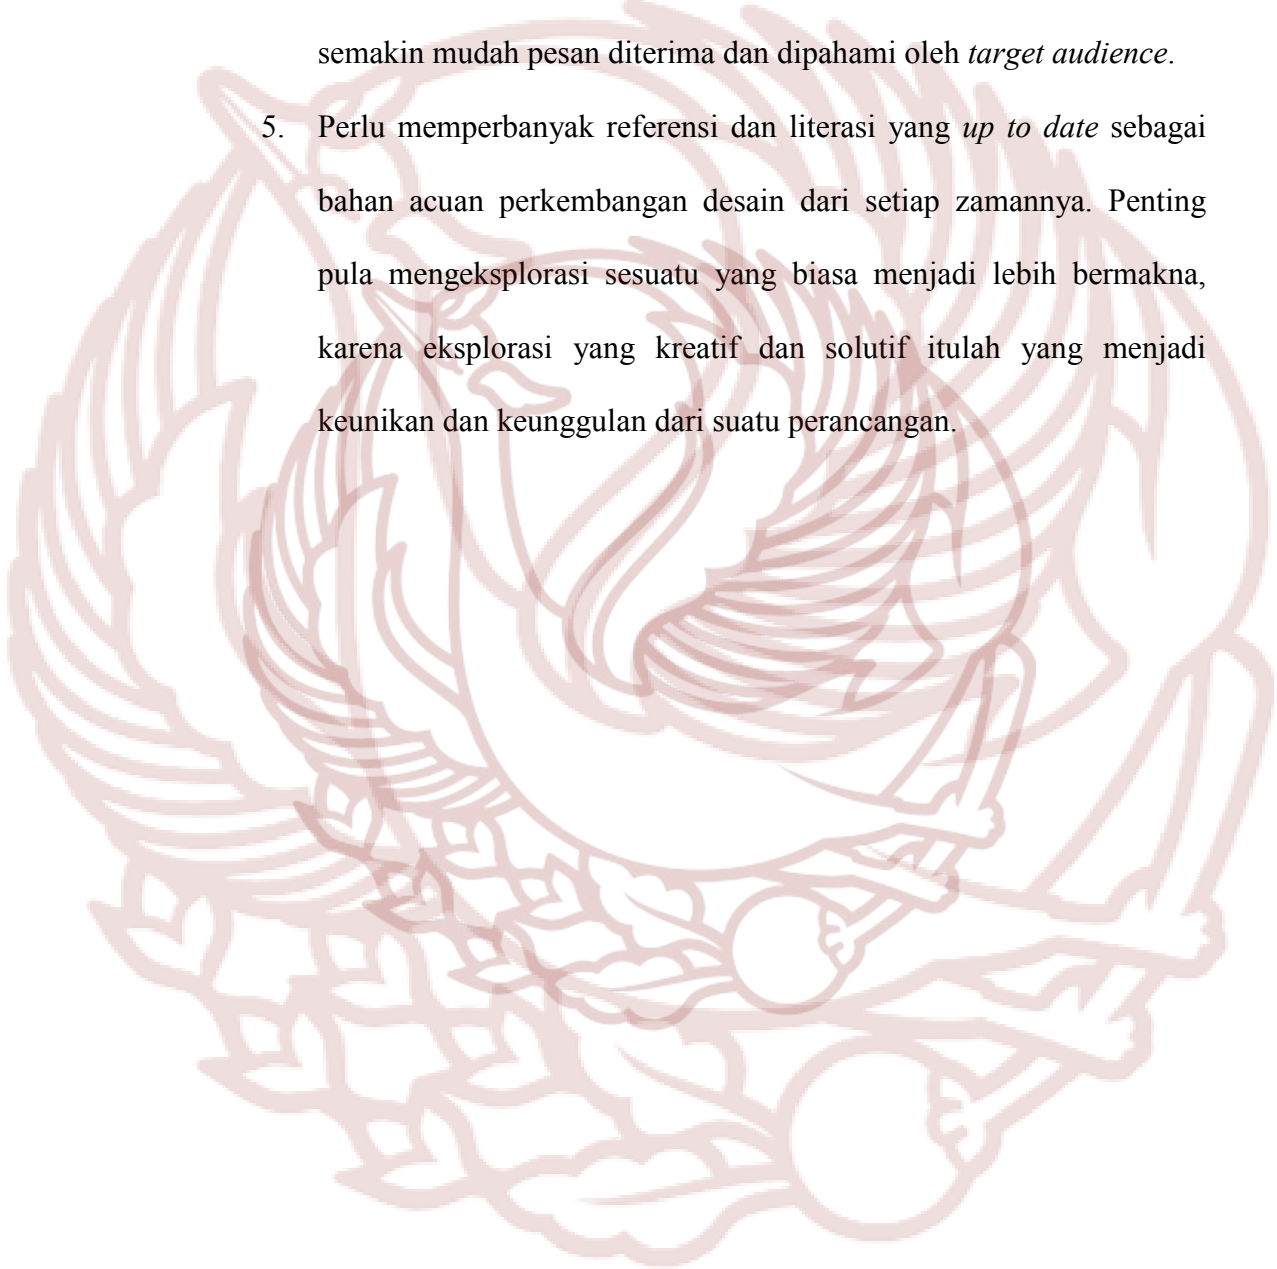 semakin mudah pesan diterima dan dipahami oleh target audience.
5. Perlu memperbanyak referensi dan literasi yang up to date sebagai
bahan acuan perkembangan desain dari setiap zamannya. Penting
pula mengeksplorasi sesuatu yang biasa menjadi lebih bermakna,
karena eksplorasi yang kreatif dan solutif itulah yang menjadi
keunikan dan keunggulan dari suatu perancangan.